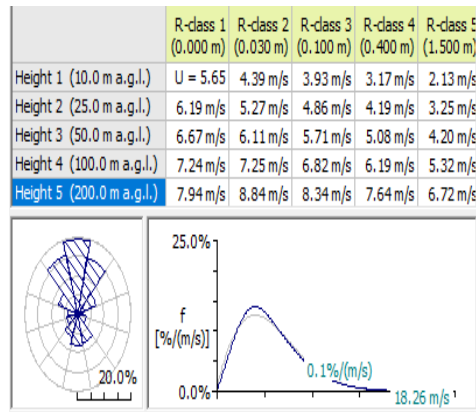 R-class 1 R-class 2 R-class 3 R-class 4 R-class 5
(0.000 m) (0.030 m) (0.100 m) (0.400 m) (1.500 m)
Height 1 (10.0 m a.g.l.) U = 5.65 4.39 m/s 3.93 m/s 3.17 m/s 2.13 m/s
Height 2 (25.0 m a.g.l.) 6.19 m/s 5.27 m/s 4.86 m/s 4.19 m/s 3.25 m/s
Height 3 (50.0 m a.g.l.) 6.67 m/s 6.11 m/s 5.71 m/s 5.08 m/s 4.20 m/s
Height 4 (100.0 m a.g.l.) 7.24 m/s 7.25 m/s 6.82 m/s 6.19 m/s 5.32 m/s
Height 5 (200.0 m a.g.l.) 7.94 m/s 8.84 m/s 8.34 m/s 7.64 m/s 6.72 m/s
20.0%
25.0%
f
[%/(m/s)]
0.1%/(m/s)
0.0%
18.26 m/s